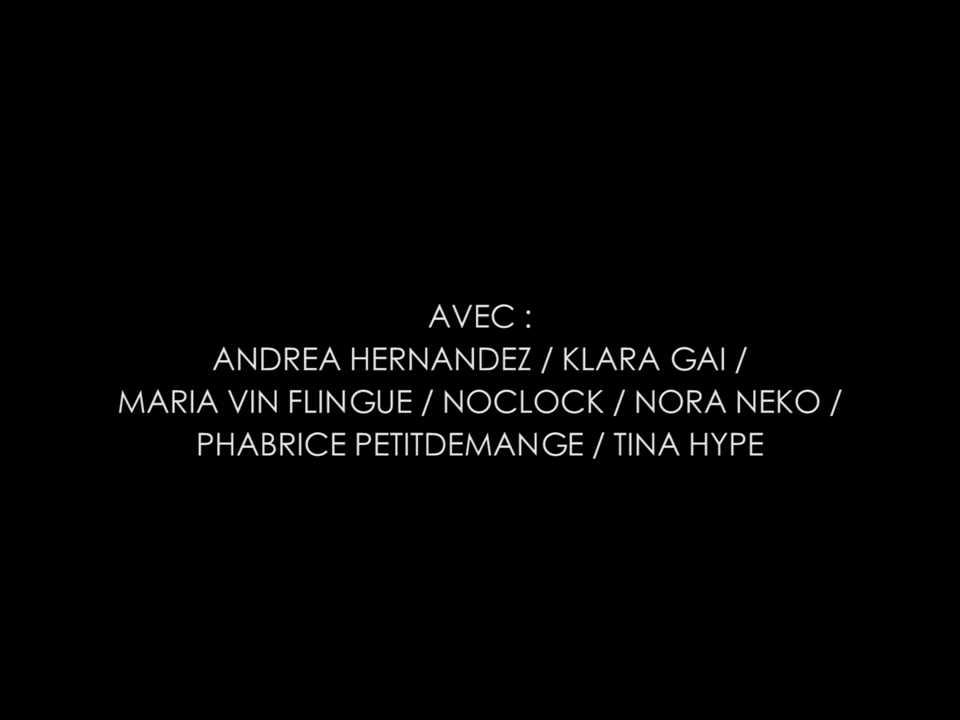 AVEC :
ANDREA HERNANDEZ / KLARA GAI /
MARIA VIN FLINGUE / NOCLOCK / NORA NEKO /
PHABRICE PETITDEMANGE / TINA HYPE